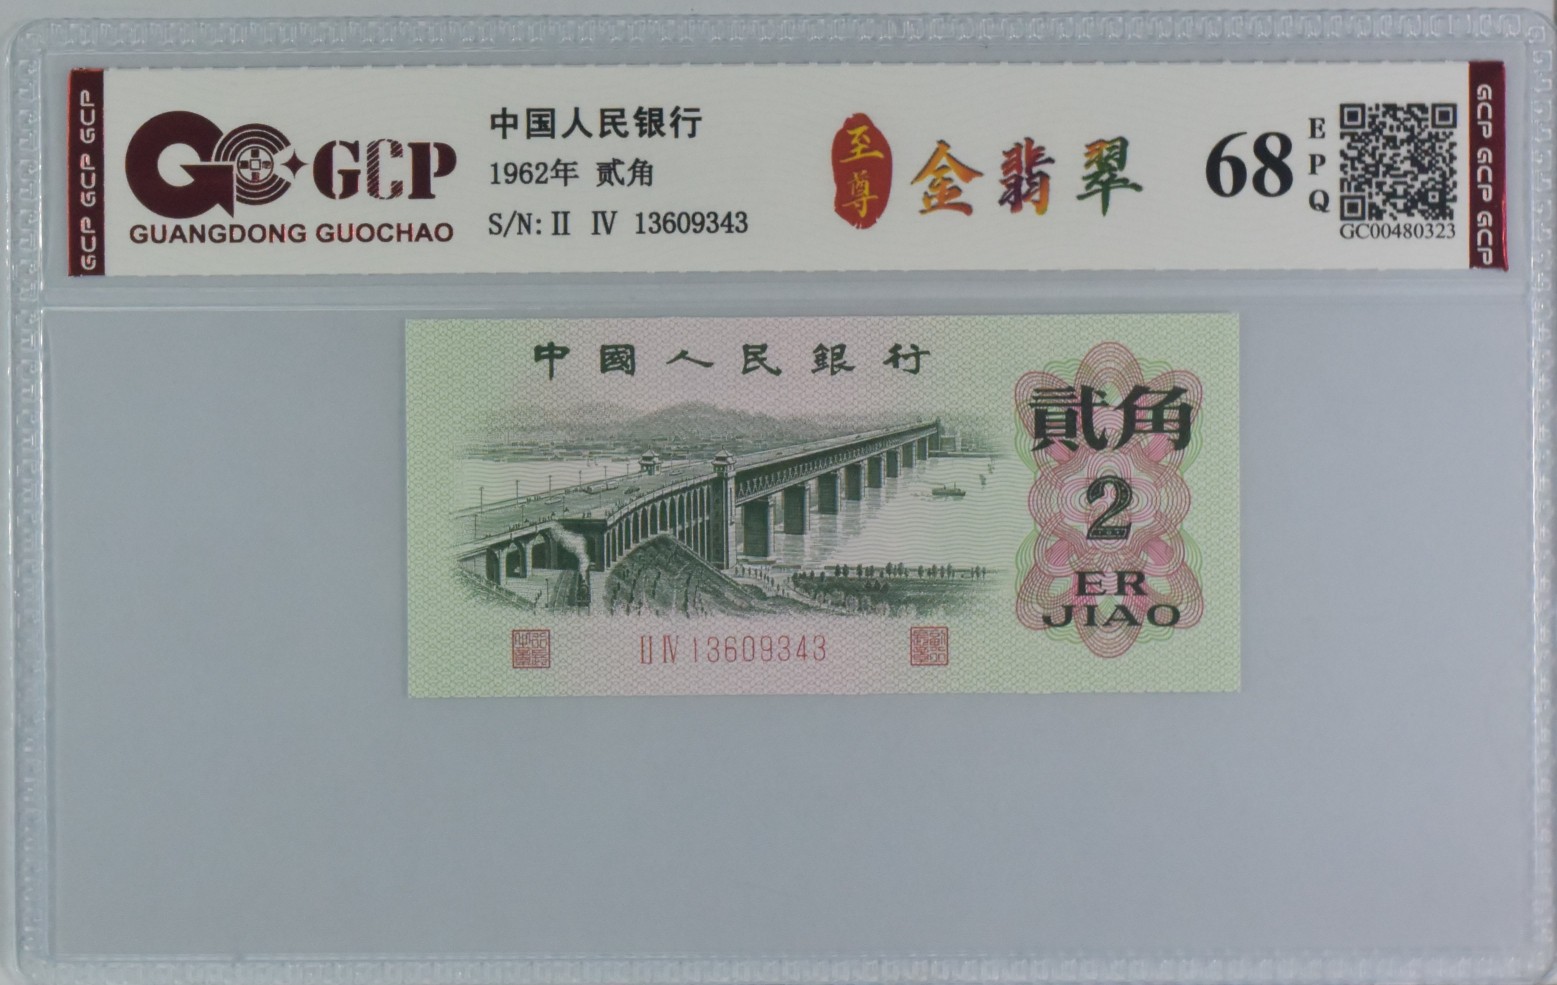 GCP GCP GCP
GCP
GUANGDONG GUOCHAO
中国人民银行
1962年 贰角
S/N: II IV 13609343
至尊
金翡翠
68
EPQ
GC00480323
GCP GCP GCP
中國人民銀行
貳角
2
ER
JIAO
II IV 13609343